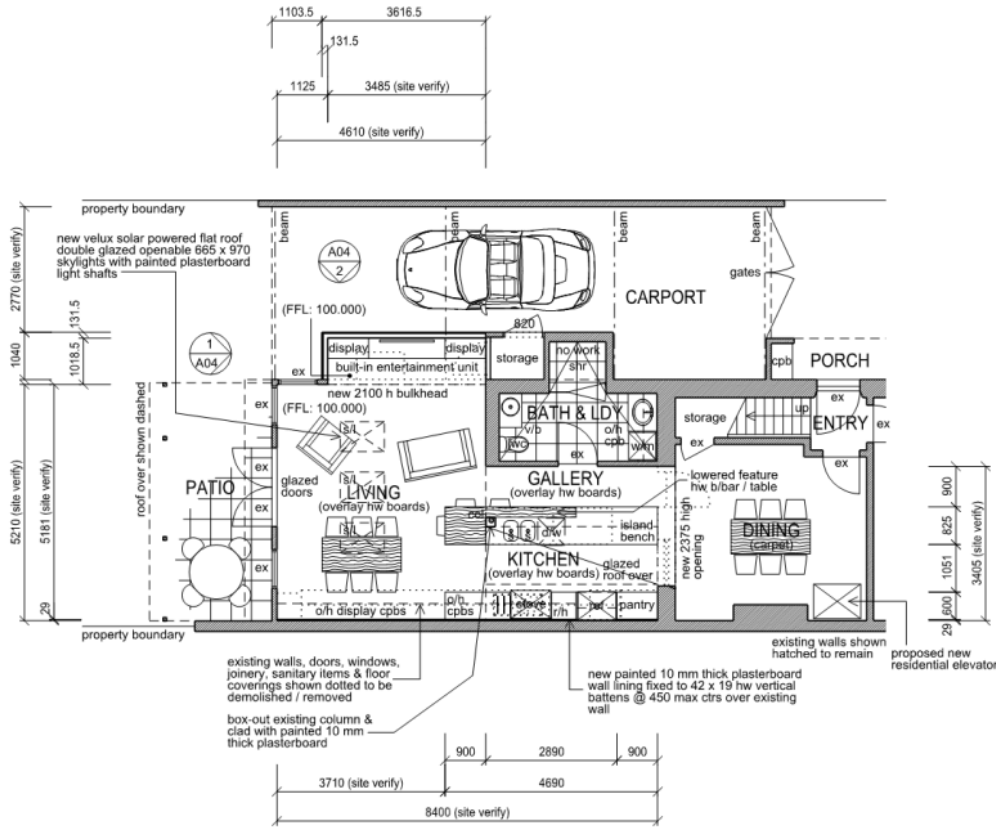 1103.5
3616.5
131.5
1125
3485 (site verify)
4610 (site verify)
property boundary
new velux solar powered flat roof
double glazed openable 665 x 970
skylights with painted plasterboard
light shafts
beam
beam
beam
beam
A04
2
gates
CARPORT
2770 (site verify)
131.5
1040
1018.5
(FFL: 100.000)
820
1
A04
display
display
built-in entertainment unit
storage
no work
shr
cpb
PORCH
ex
new 2100 h bulkhead
(FFL: 100.000)
BATH & LDY
v/b
o/h
cpb
wc
w/m
ex
storage
up
ex
ENTRY
ex
ex
ex
ex
ex
ex
ex
s/l
s/l
s/l
roof over shown dashed
PATIO
glazed
doors
LIVING
(overlay hw boards)
GALLERY
(overlay hw boards)
lowered feature
hw b/bar / table
col
d/w
island
bench
KITCHEN
(overlay hw boards)
glazed
roof over
new 2375 high
opening
DINING
(carpet)
5210 (site verify)
5181 (site verify)
29
900
825
1051
600
29
3405 (site verify)
o/h display cpbs
o/h
cpbs
stove
r/h
ref
pantry
property boundary
existing walls shown
hatched to remain
proposed new
residential elevator
existing walls, doors, windows,
joinery, sanitary items & floor
coverings shown dotted to be
demolished / removed
box-out existing column &
clad with painted 10 mm
thick plasterboard
new painted 10 mm thick plasterboard
wall lining fixed to 42 x 19 hw vertical
battens @ 450 max ctrs over existing
wall
900
2890
900
3710 (site verify)
4690
8400 (site verify)